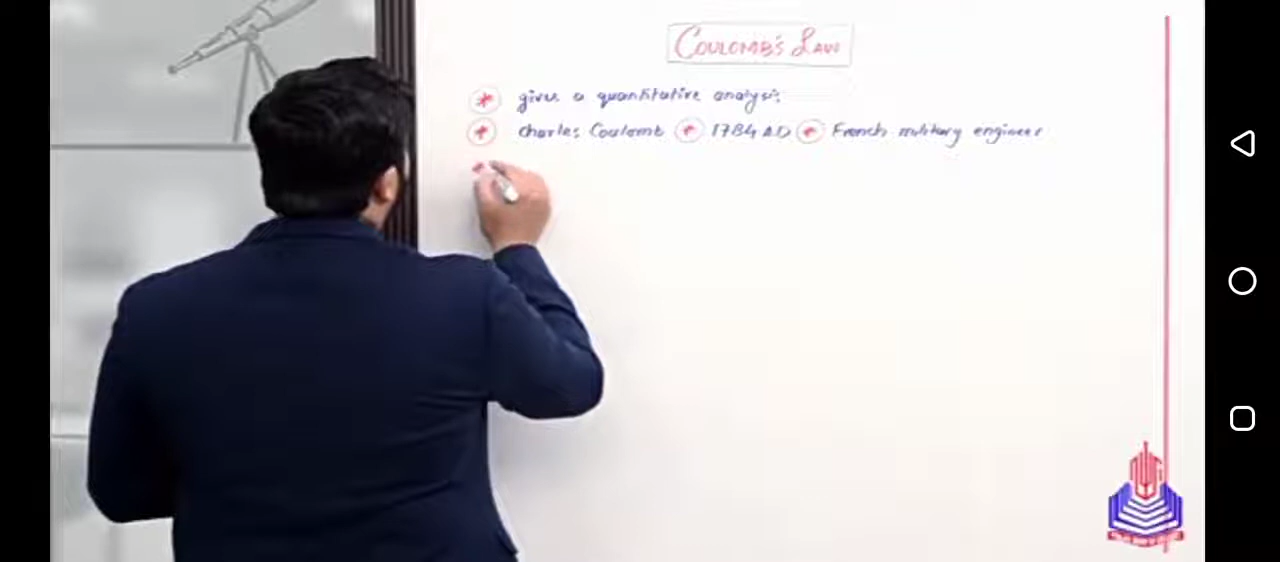 COULOMB'S LAW
* gives a quantitative analysis
* Charles Coulomb * 1784 AD * French military engineer
*